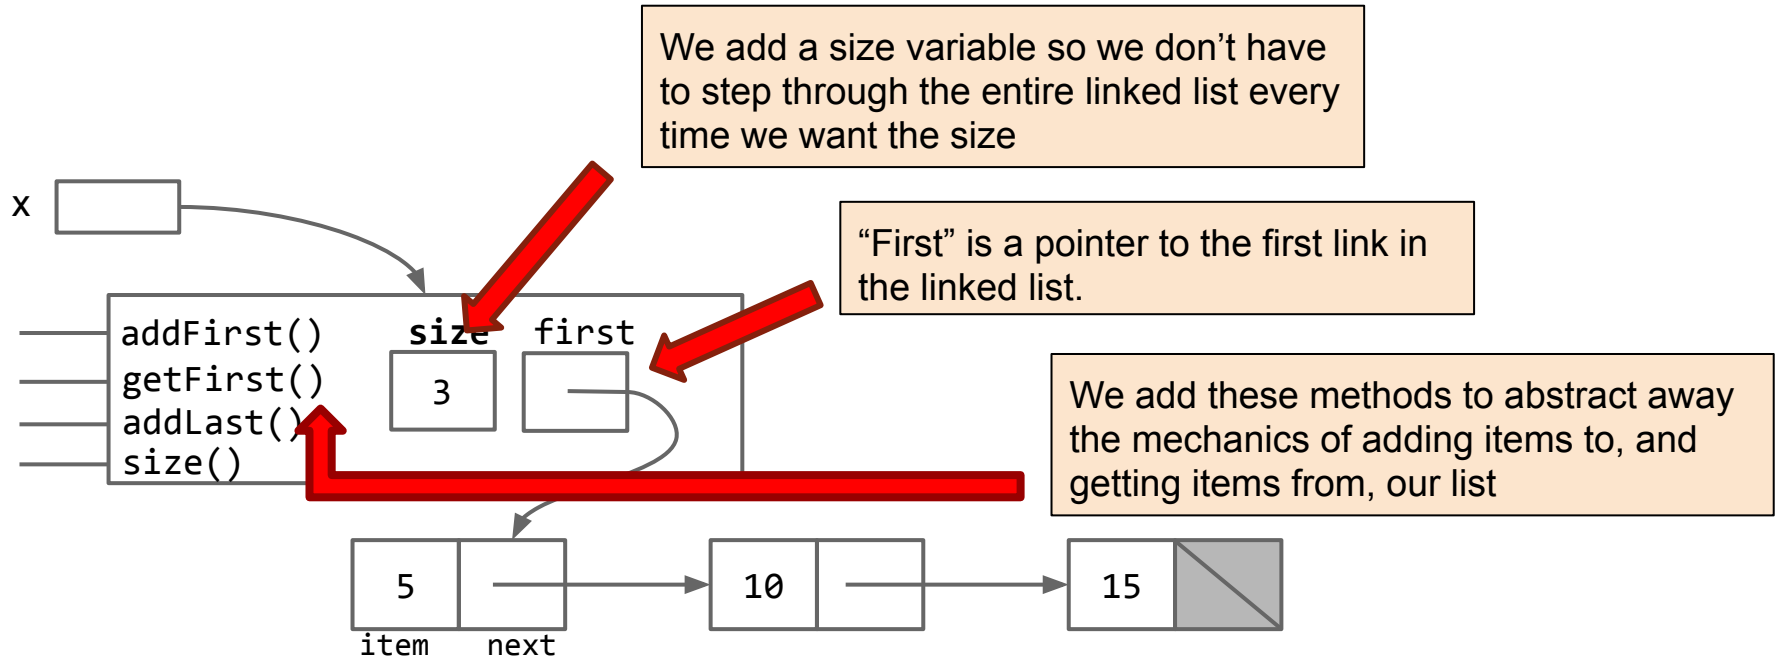 We add a size variable so we don’t have
to step through the entire linked list every
time we want the size
x
“First” is a pointer to the first link in
the linked list.
addFirst()
getFirst()
addLast()
size()
size
first
3
We add these methods to abstract away
the mechanics of adding items to, and
getting items from, our list
5
10
15
item
next